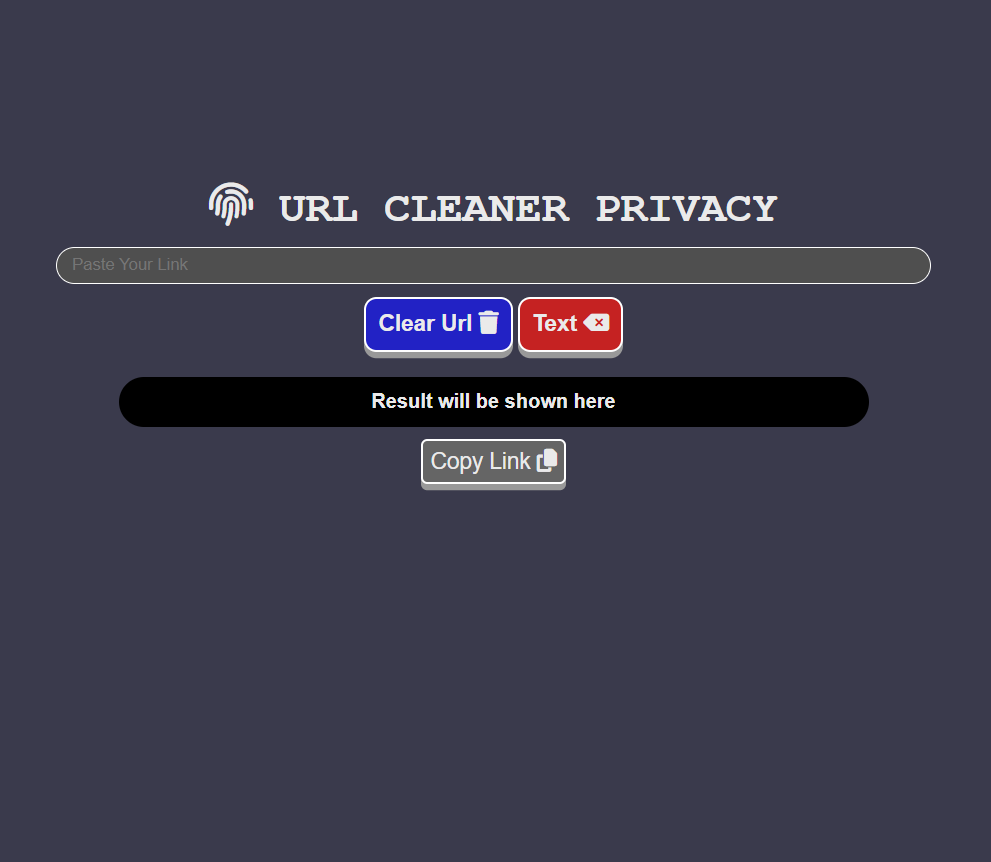 URL CLEANER PRIVACY
Paste Your Link
Clear Url Text
Result will be shown here
Copy Link